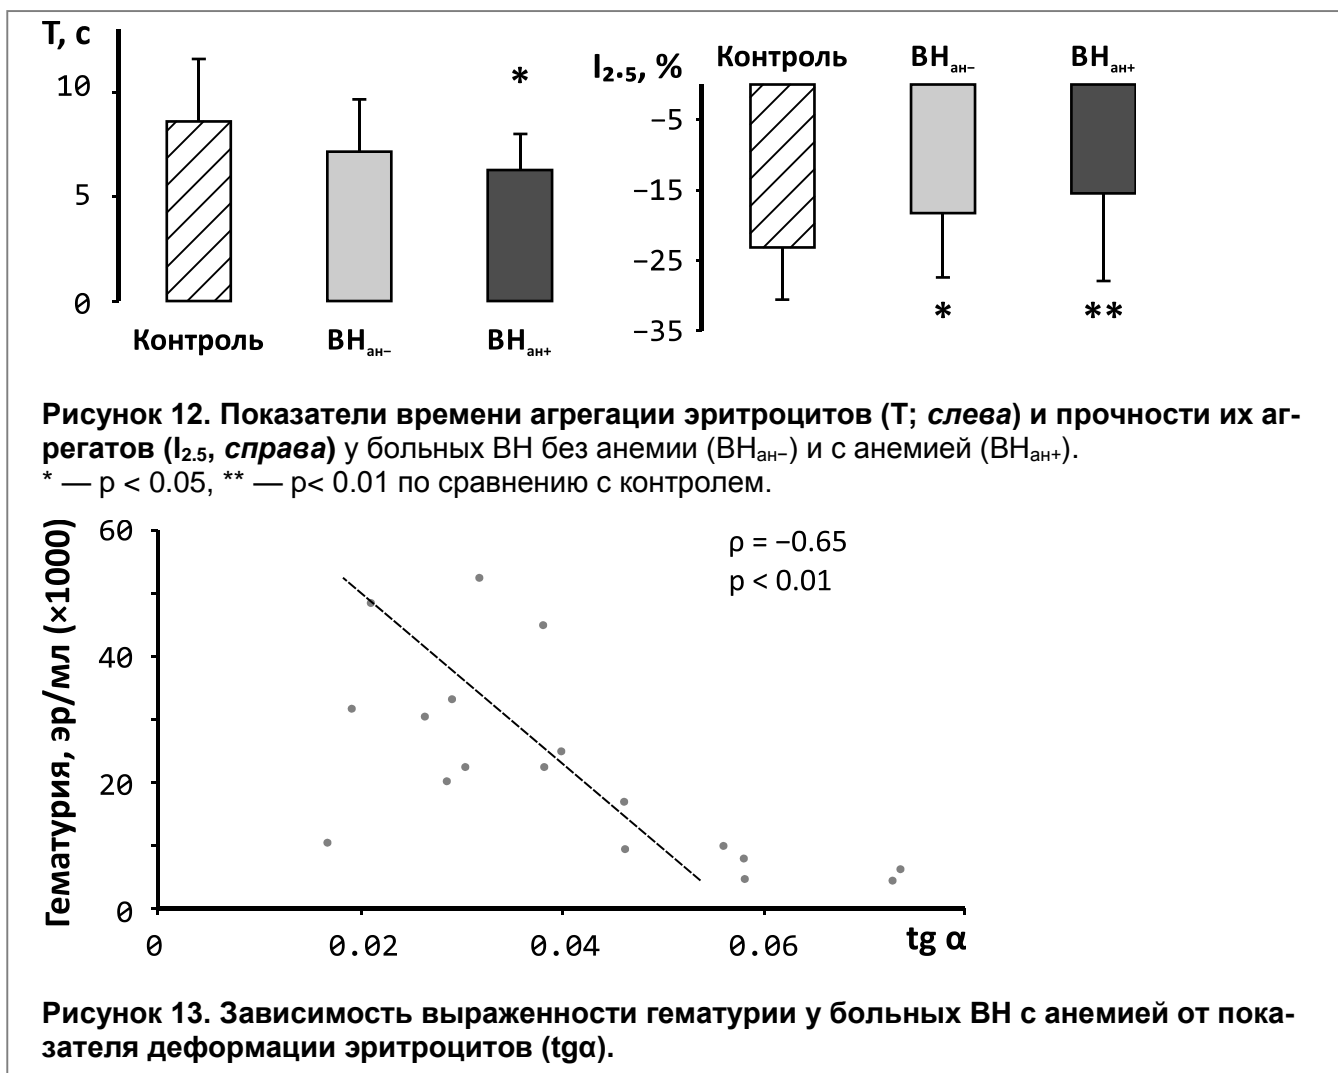 T, с
10
5
0
*
Контроль
ВНан−
ВНан+
I2.5, %
Контроль
ВНан−
ВНан+
−5
−15
−25
−35
*
**
Рисунок 12. Показатели времени агрегации эритроцитов (Т; слева) и прочности их аг-
регатов (I2.5, справа) у больных ВН без анемии (ВНан−) и с анемией (ВНан+).
* — p < 0.05, ** — p< 0.01 по сравнению с контролем.
Гематурия, эр/мл (×1000)
60
40
20
0
ρ = −0.65
p < 0.01
0
0.02
0.04
0.06
tg α
Рисунок 13. Зависимость выраженности гематурии у больных ВН с анемией от пока-
зателя деформации эритроцитов (tgα).